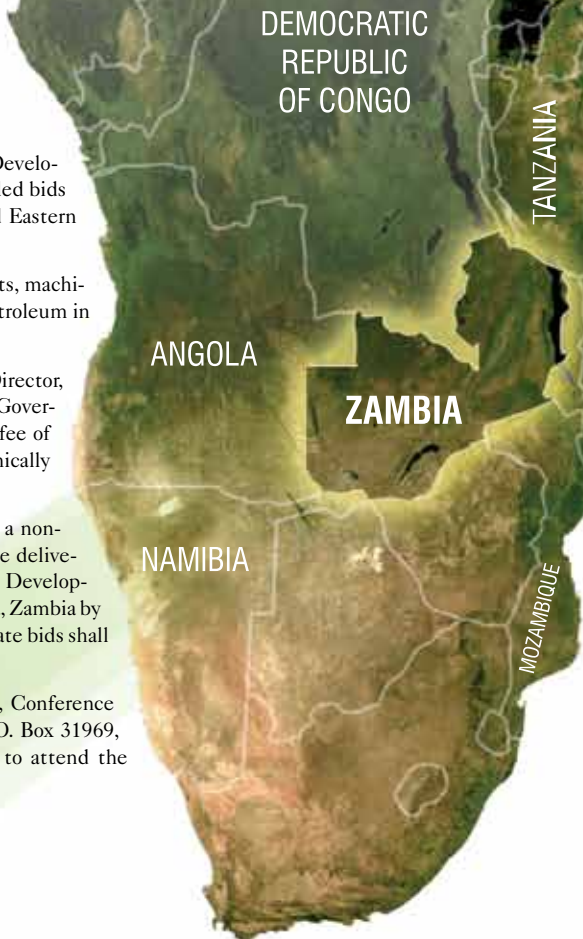 DEMOCRATIC
REPUBLIC
OF CONGO
TANZANIA
ANGOLA
ZAMBIA
NAMIBIA
MOZAMBIQUE
Develo-
ed bids
Eastern
ts, machi-
troleum in
Director,
Gover-
fee of
nically
a non-
e delive-
Develop-
, Zambia by
ate bids shall
, Conference
O. Box 31969,
to attend the